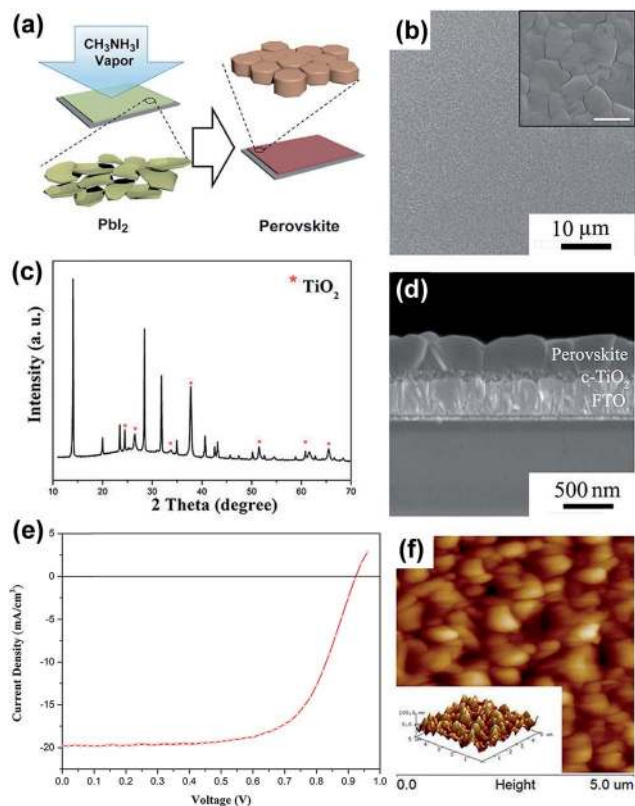 (a)
CH3NH3I
Vapor
PbI2
Perovskite
(b)
10 μm
(c)
* TiO2
Intensity (a. u.)
10 20 30 40 50 60 70
2 Theta (degree)
(d)
Perovskite
c-TiO2
FTO
500 nm
(e)
5
0
-5
-10
-15
-20
Current Density (mA/cm²)
0.0 0.1 0.2 0.3 0.4 0.5 0.6 0.7 0.8 0.9 1.0
Voltage (V)
(f)
0.0 Height 5.0 um